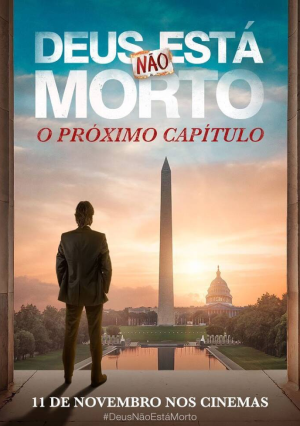 DEUS NÃO ESTÁ
MORTO
O PRÓXIMO CAPÍTULO
11 DE NOVEMBRO NOS CINEMAS
#DeusNãoEstáMorto